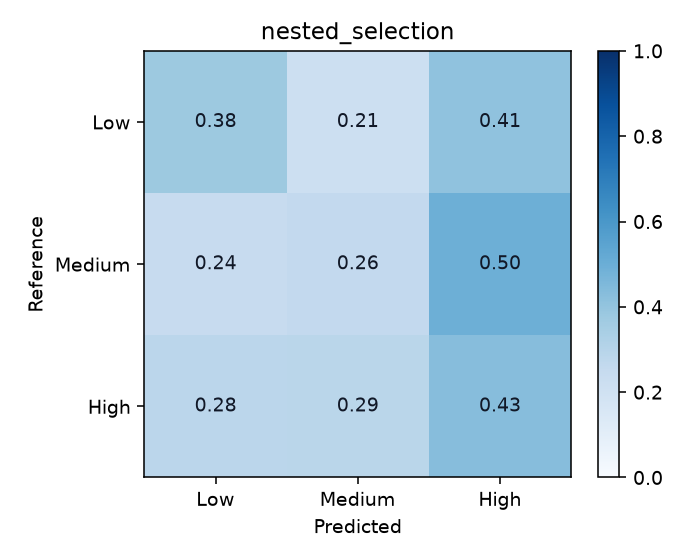 nested_selection
1.0
Low 0.38 0.21 0.41
0.8
0.6
Reference
Medium 0.24 0.26 0.50
0.4
High 0.28 0.29 0.43
0.2
0.0
Low Medium High
Predicted